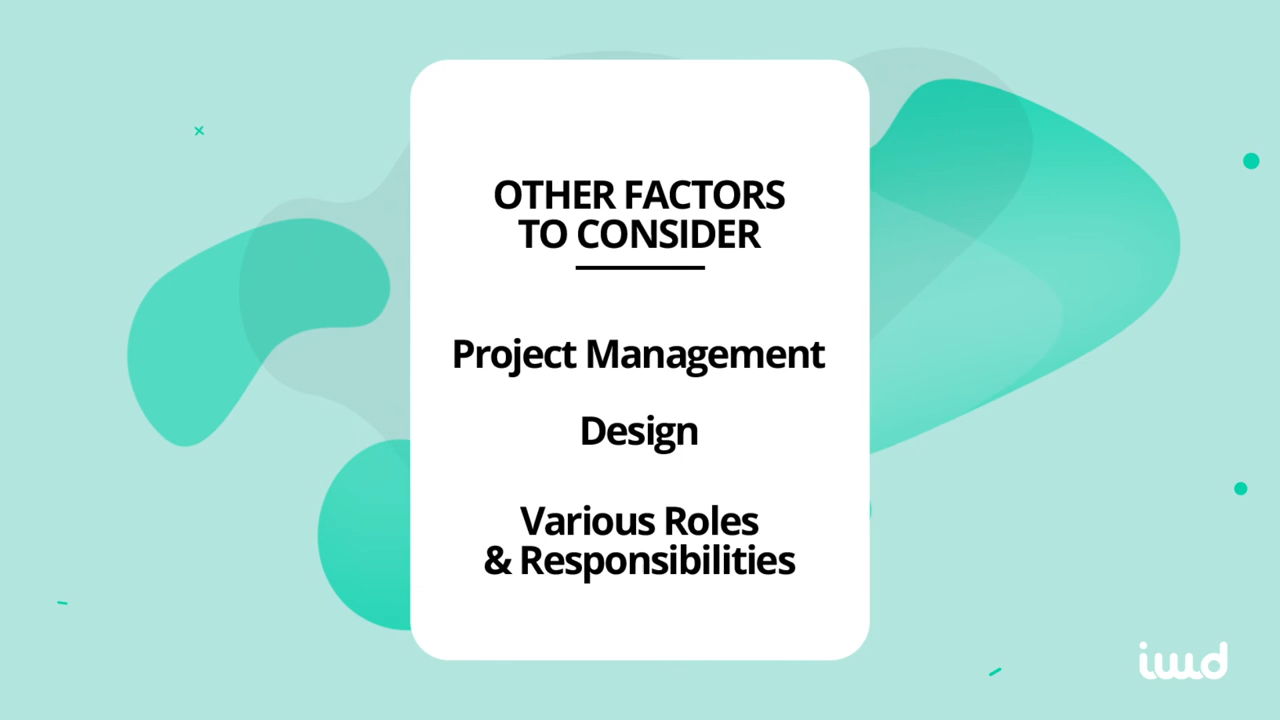 OTHER FACTORS
TO CONSIDER
Project Management
Design
Various Roles
& Responsibilities
iwd